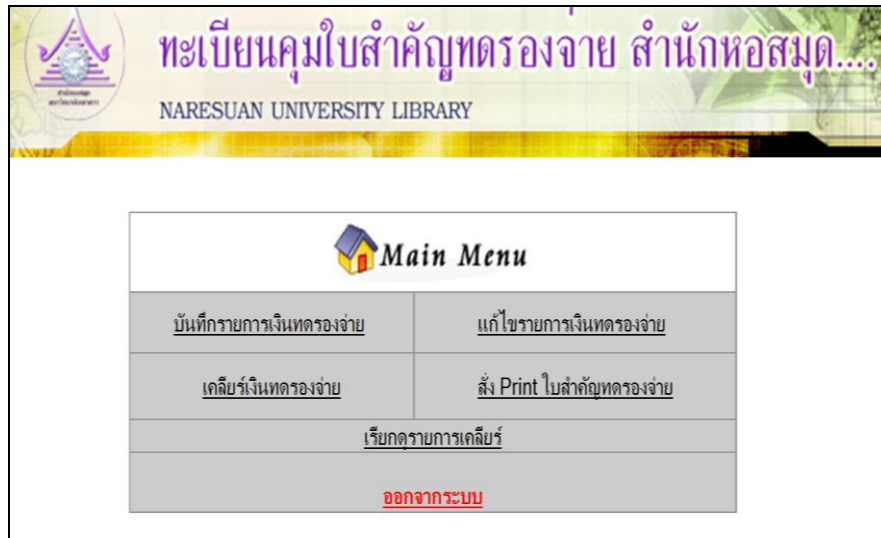 ทะเบียนคุมใบสำคัญทดรองจ่าย สำนักหอสมุด....
NARESUAN UNIVERSITY LIBRARY
Main Menu
บันทึกรายการเงินทดรองจ่าย
แก้ไขรายการเงินทดรองจ่าย
เคลียร์เงินทดรองจ่าย
สั่ง Print ใบสำคัญทดรองจ่าย
เรียกดูรายการเคลียร์
ออกจากระบบ